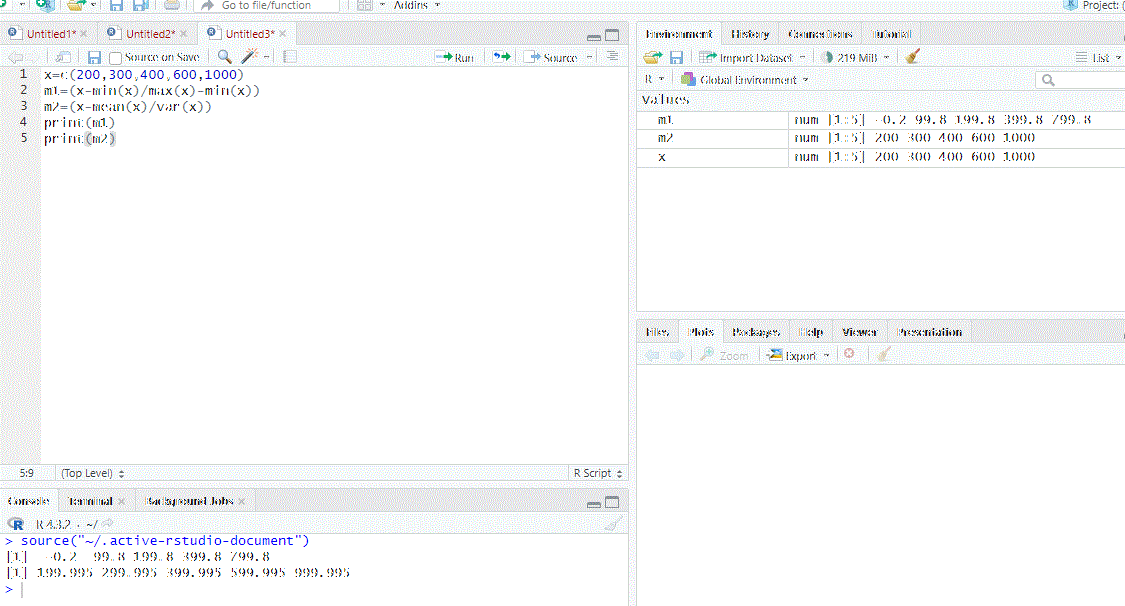 Go to file/function
Addins
Project: (
Untitled1* ×
Untitled2* ×
Untitled3* ×
Source on Save
Run
Source
1 x=c(200,300,400,600,1000)
2 m1=(x-min(x)/max(x)-min(x))
3 m2=(x-mean(x)/var(x))
4 print(m1)
5 print(m2)
5:9
(Top Level)
R Script
Console
Terminal ×
Background Jobs ×
R 4.3.2 · ~/
> source("~/.active-rstudio-document")
[1] -0.2 99.8 199.8 399.8 799.8
[1] 199.995 299.995 399.995 599.995 999.995
>
Environment
History
Connections
Tutorial
Import Dataset
219 MiB
List
R
Global Environment
Values
m1 num [1:5] -0.2 99.8 199.8 399.8 799.8
m2 num [1:5] 200 300 400 600 1000
x num [1:5] 200 300 400 600 1000
Files
Plots
Packages
Help
Viewer
Presentation
Zoom
Export